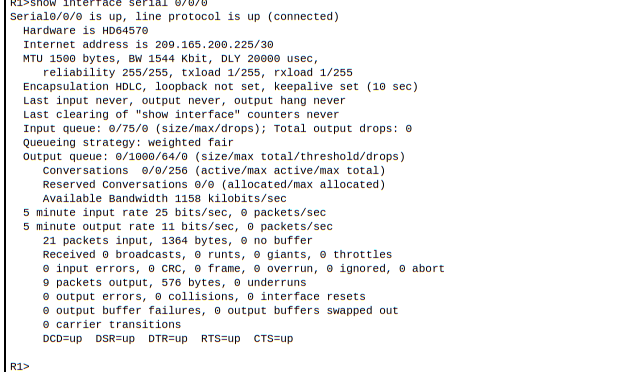 R1>show interface serial 0/0/0
Serial0/0/0 is up, line protocol is up (connected)
Hardware is HD64570
Internet address is 209.165.200.225/30
MTU 1500 bytes, BW 1544 Kbit, DLY 20000 usec,
reliability 255/255, txload 1/255, rxload 1/255
Encapsulation HDLC, loopback not set, keepalive set (10 sec)
Last input never, output never, output hang never
Last clearing of "show interface" counters never
Input queue: 0/75/0 (size/max/drops); Total output drops: 0
Queueing strategy: weighted fair
Output queue: 0/1000/64/0 (size/max total/threshold/drops)
Conversations  0/0/256 (active/max active/max total)
Reserved Conversations 0/0 (allocated/max allocated)
Available Bandwidth 1158 kilobits/sec
5 minute input rate 25 bits/sec, 0 packets/sec
5 minute output rate 11 bits/sec, 0 packets/sec
21 packets input, 1364 bytes, 0 no buffer
Received 0 broadcasts, 0 runts, 0 giants, 0 throttles
0 input errors, 0 CRC, 0 frame, 0 overrun, 0 ignored, 0 abort
9 packets output, 576 bytes, 0 underruns
0 output errors, 0 collisions, 0 interface resets
0 output buffer failures, 0 output buffers swapped out
0 carrier transitions
DCD=up  DSR=up  DTR=up  RTS=up  CTS=up
R1>